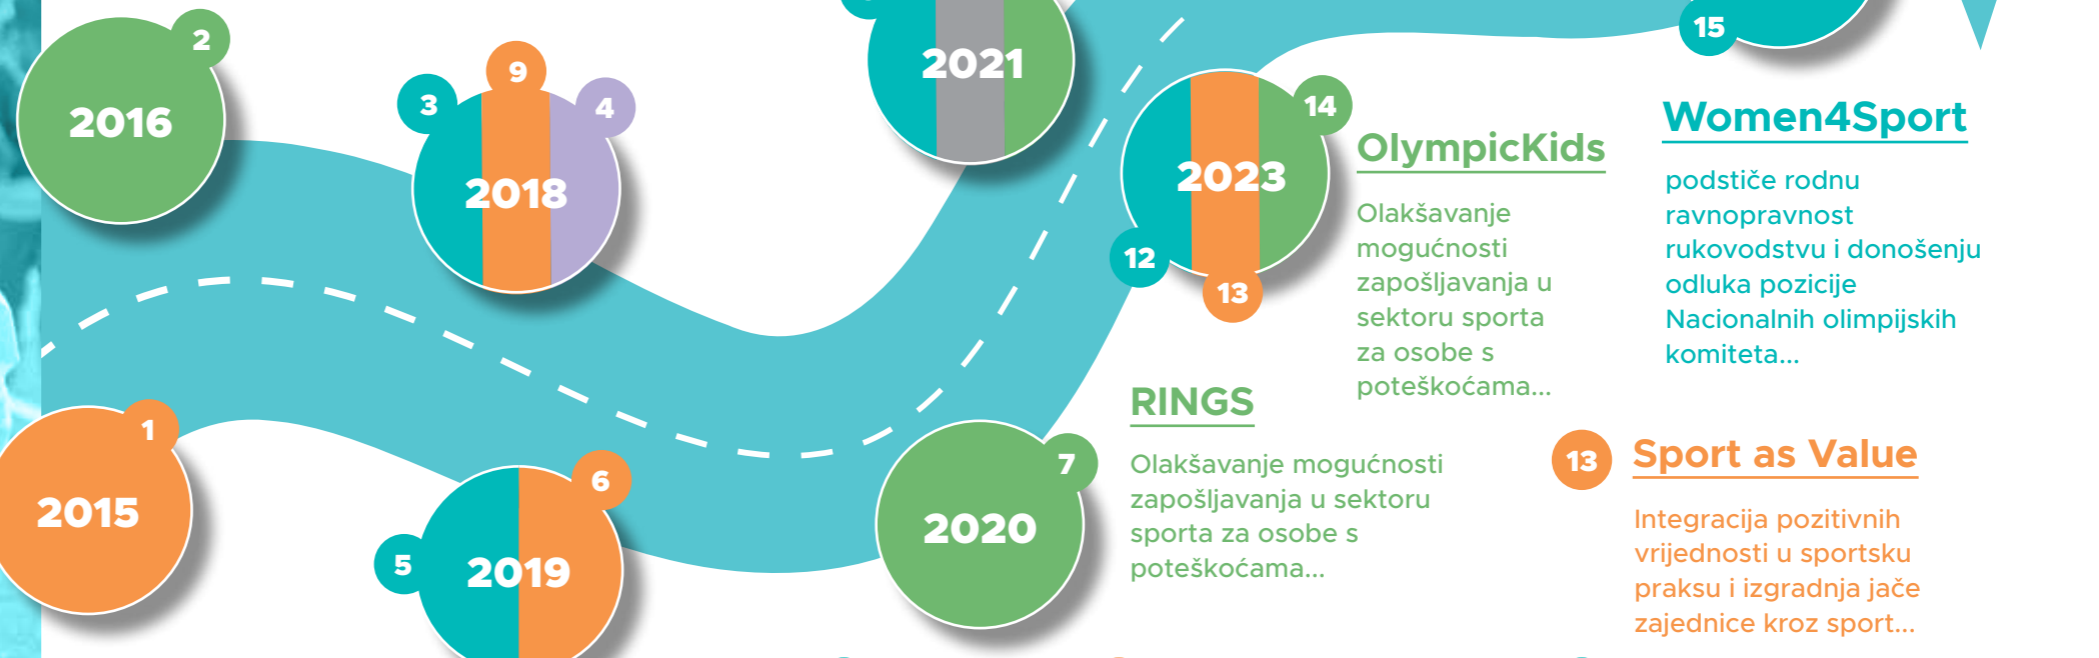 2
2016
3
9
4
2018
2021
15
14
2023
12
13
1
2015
5
6
2019
7
2020
OlympicKids
Olakšavanje
mogućnosti
zapošljavanja u
sektoru sporta
za osobe s
poteškoćama...
Women4Sport
podstiče rodnu
ravnopravnost
rukovodstvu i donošenju
odluka pozicije
Nacionalnih olimpijskih
komiteta...
RINGS
Olakšavanje mogućnosti
zapošljavanja u sektoru
sporta za osobe s
poteškoćama...
13 Sport as Value
Integracija pozitivnih
vrijednosti u sportsku
praksu i izgradnja jače
zajednice kroz sport...